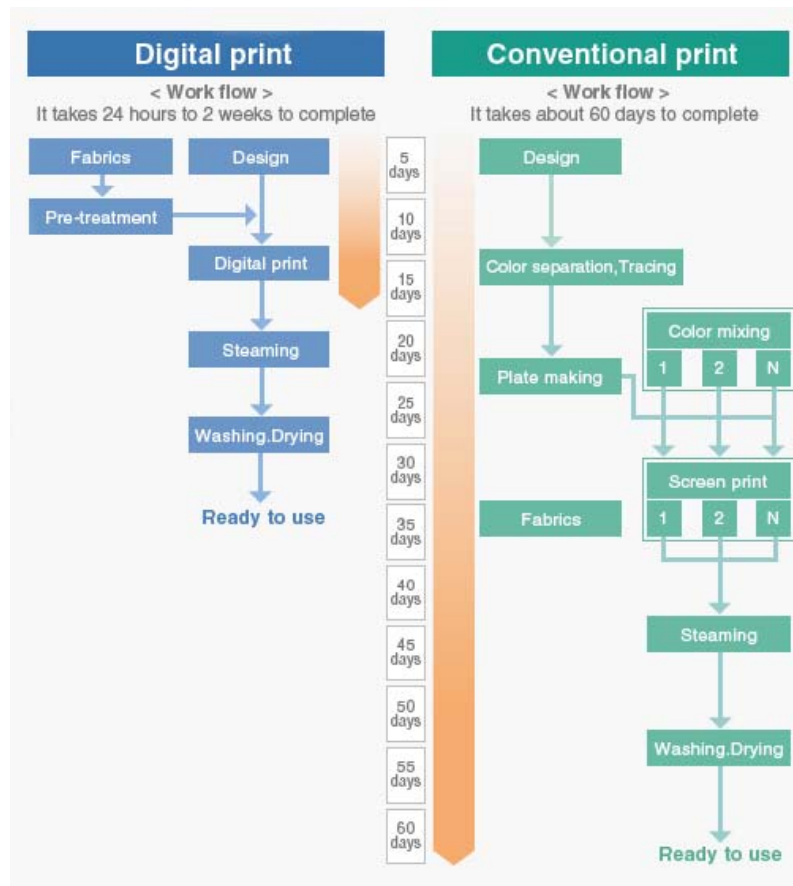 Digital print
< Work flow >
It takes 24 hours to 2 weeks to complete
Fabrics
Design
Pre-treatment
Digital print
Steaming
Washing.Drying
Ready to use
5
days
10
days
15
days
20
days
25
days
30
days
35
days
40
days
45
days
50
days
55
days
60
days
Conventional print
< Work flow >
It takes about 60 days to complete
Design
Color separation,Tracing
Plate making
Color mixing
1 2 N
Screen print
1 2 N
Fabrics
Steaming
Washing.Drying
Ready to use